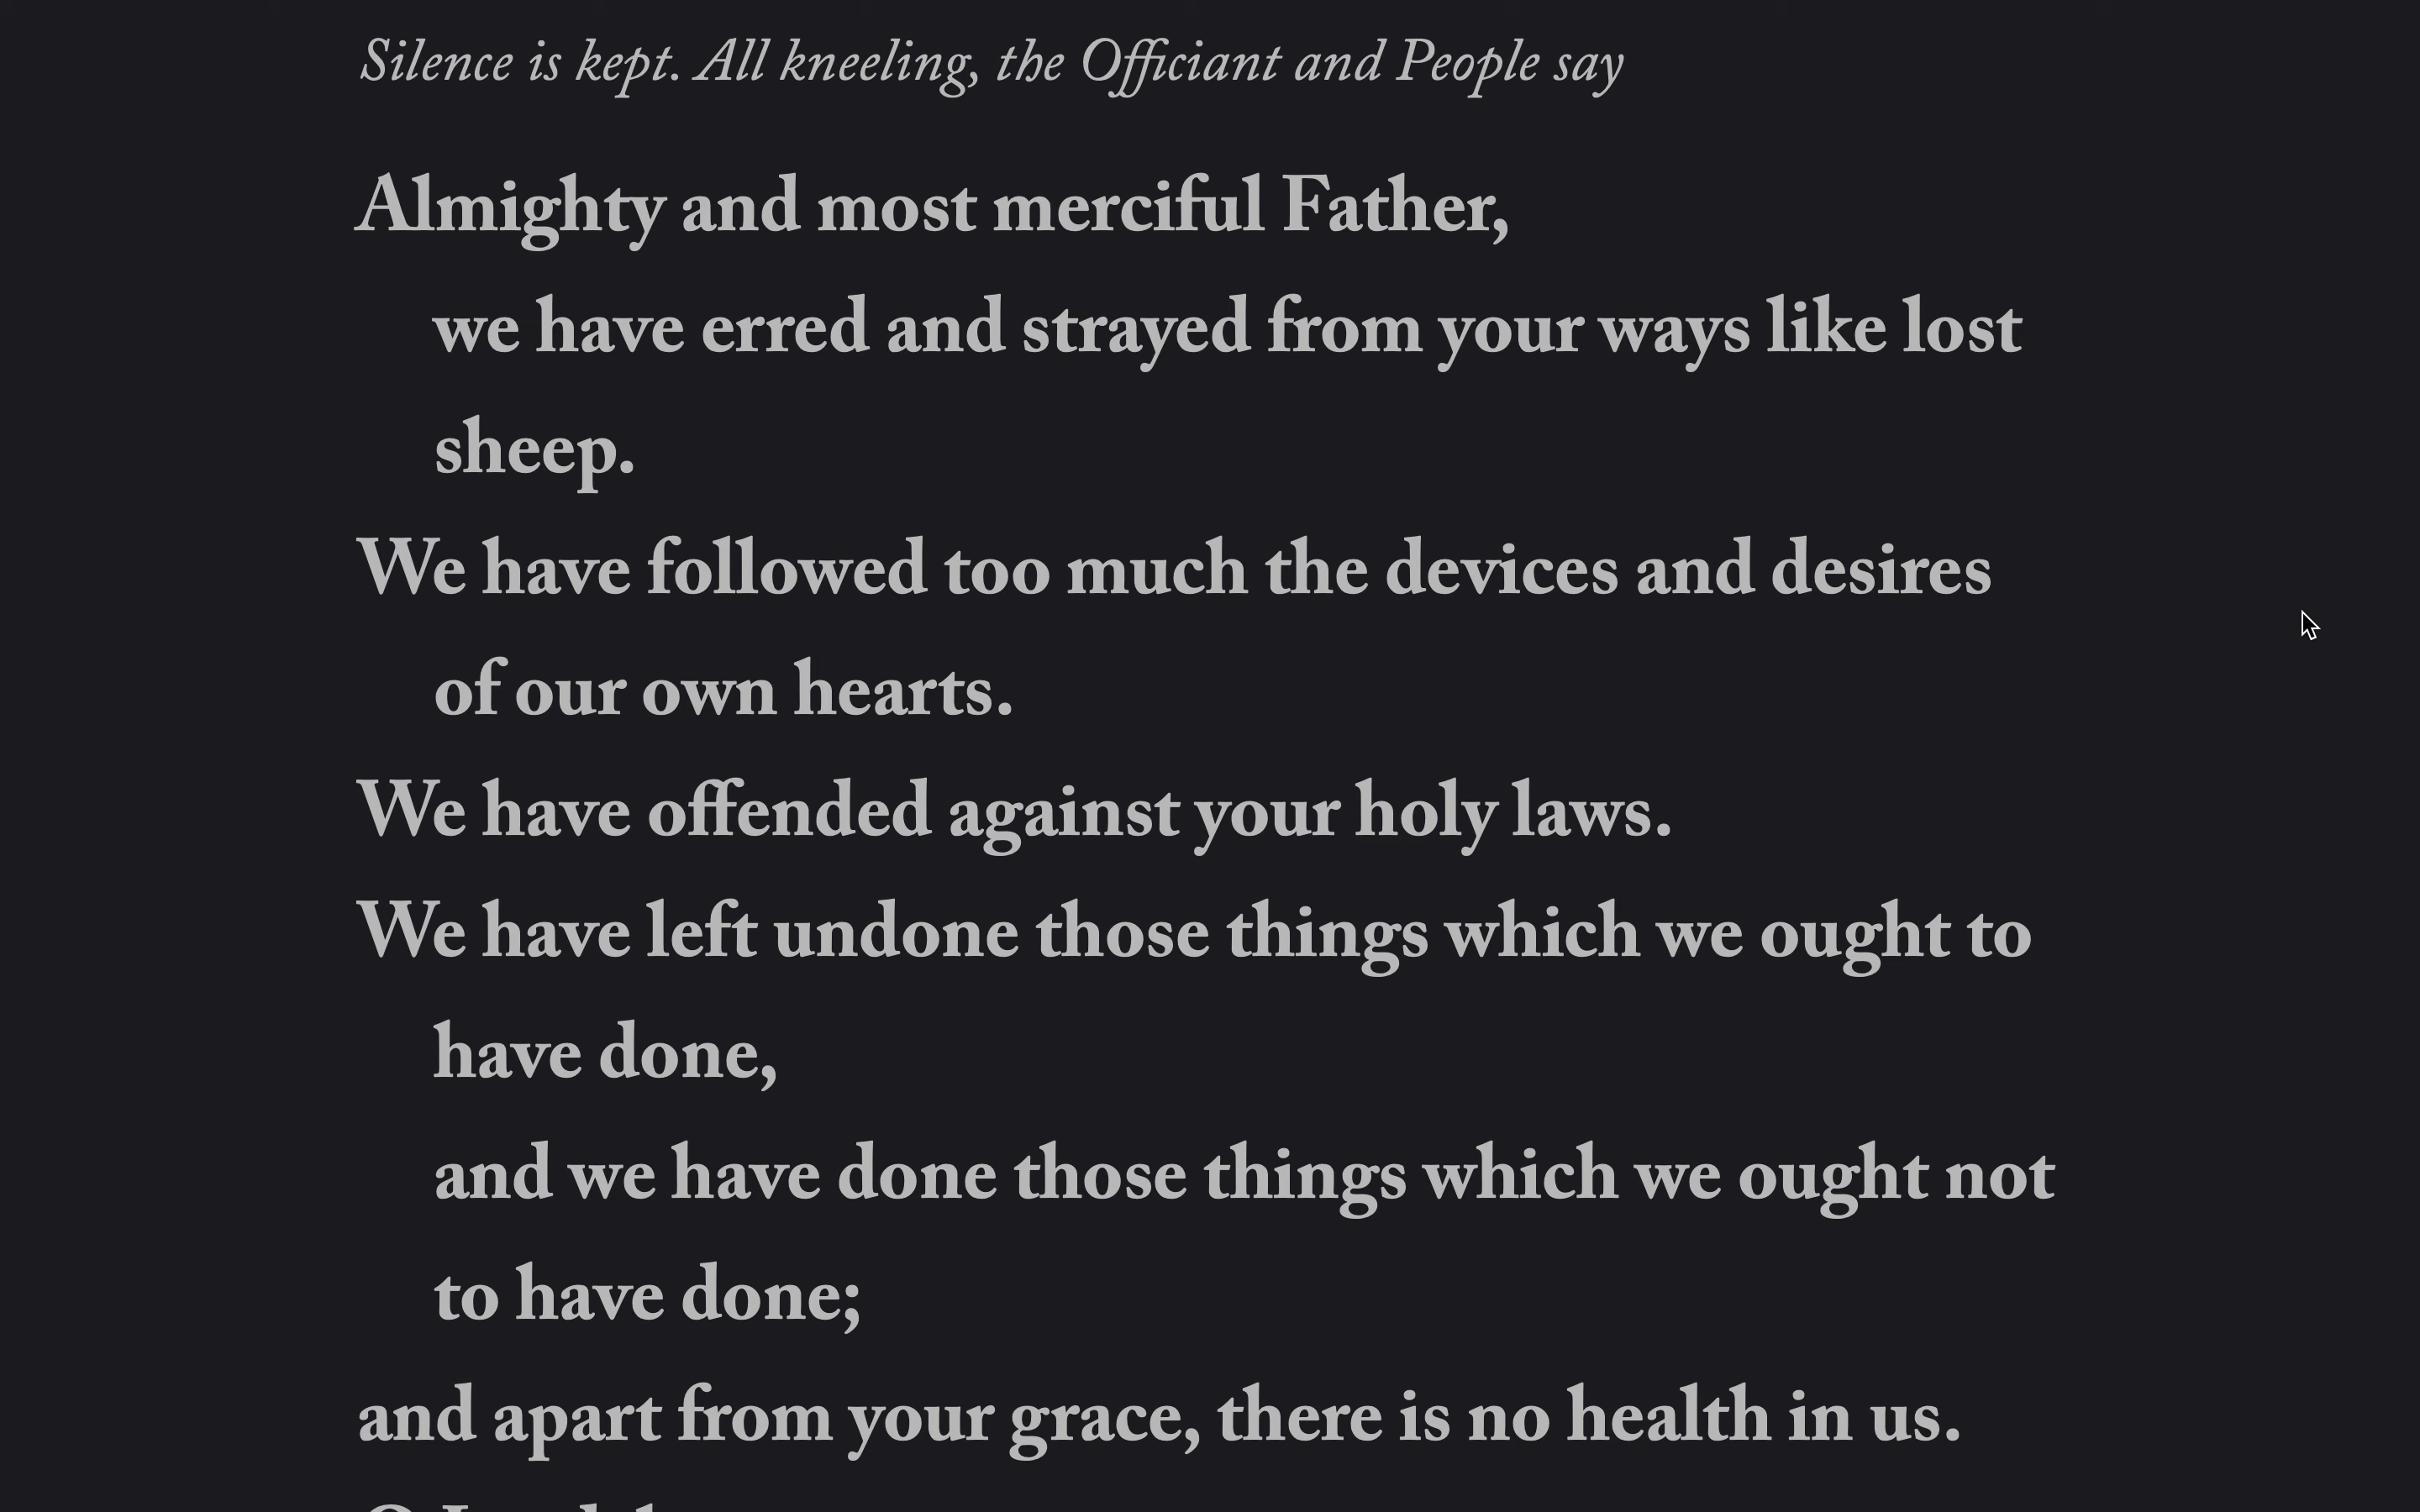 Silence is kept. All kneeling, the Officiant and People say
Almighty and most merciful Father,
we have erred and strayed from your ways like lost
sheep.
We have followed too much the devices and desires
of our own hearts.
We have offended against your holy laws.
We have left undone those things which we ought to
have done,
and we have done those things which we ought not
to have done;
and apart from your grace, there is no health in us.